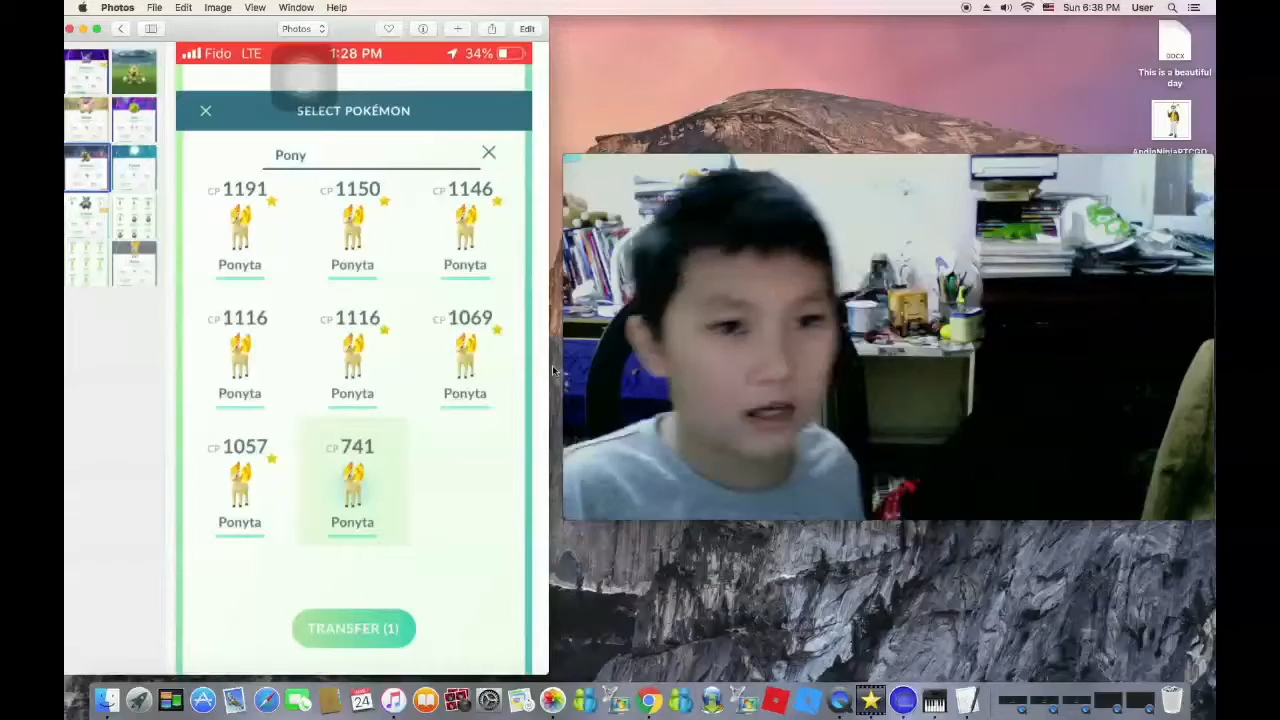 Photos File Edit Image View Window Help
Sun 6:38 PM User
Photos
Edit
Fido LTE 1:28 PM 34%
SELECT POKÉMON
Pony
CP 1191 CP 1150 CP 1146
Ponyta Ponyta Ponyta
CP 1116 CP 1116 CP 1069
Ponyta Ponyta Ponyta
CP 1057 CP 741
Ponyta Ponyta
TRANSFER (1)
DOCX
This is a beautiful
day
24